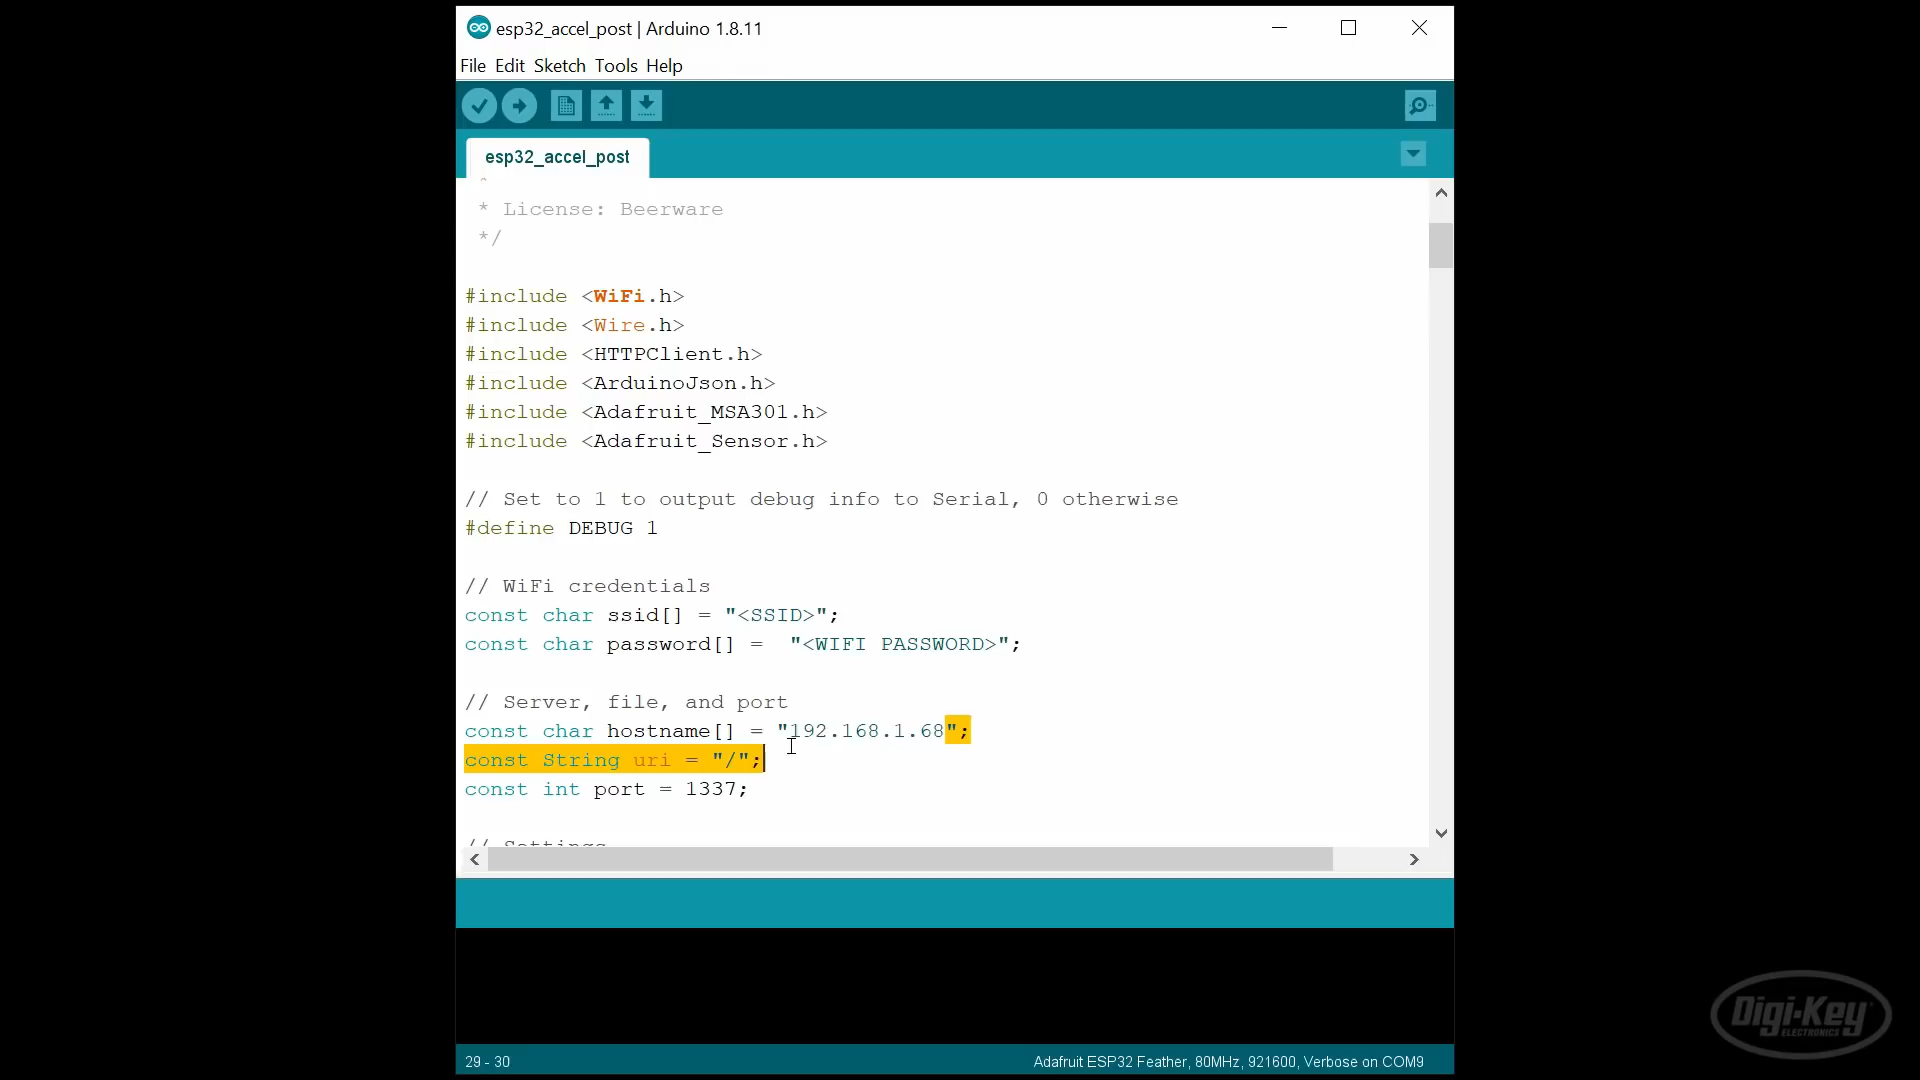 esp32_accel_post | Arduino 1.8.11
File Edit Sketch Tools Help
esp32_accel_post
* License: Beerware
*/
#include <WiFi.h>
#include <Wire.h>
#include <HTTPClient.h>
#include <ArduinoJson.h>
#include <Adafruit_MSA301.h>
#include <Adafruit_Sensor.h>
// Set to 1 to output debug info to Serial, 0 otherwise
#define DEBUG 1
// WiFi credentials
const char ssid[] = "<SSID>";
const char password[] =  "<WIFI PASSWORD>";
// Server, file, and port
const char hostname[] = "192.168.1.68";
const String uri = "/";
const int port = 1337;
// Settings
29 - 30
Adafruit ESP32 Feather, 80MHz, 921600, Verbose on COM9
Digi-Key
ELECTRONICS